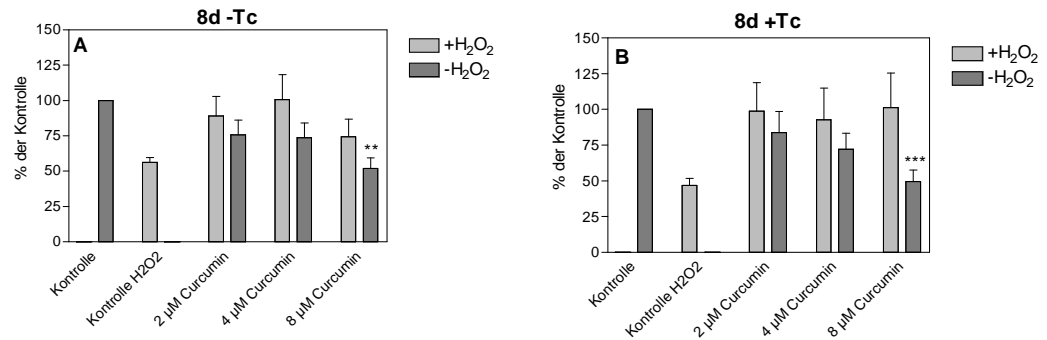 8d -Tc
A
150
125
100
75
50
25
0
% der Kontrolle
**
Kontrolle
Kontrolle H2O2
2 µM Curcumin
4 µM Curcumin
8 µM Curcumin
+H₂O₂
-H₂O₂
8d +Tc
B
150
125
100
75
50
25
0
% der Kontrolle
***
Kontrolle
Kontrolle H2O2
2 µM Curcumin
4 µM Curcumin
8 µM Curcumin
+H₂O₂
-H₂O₂